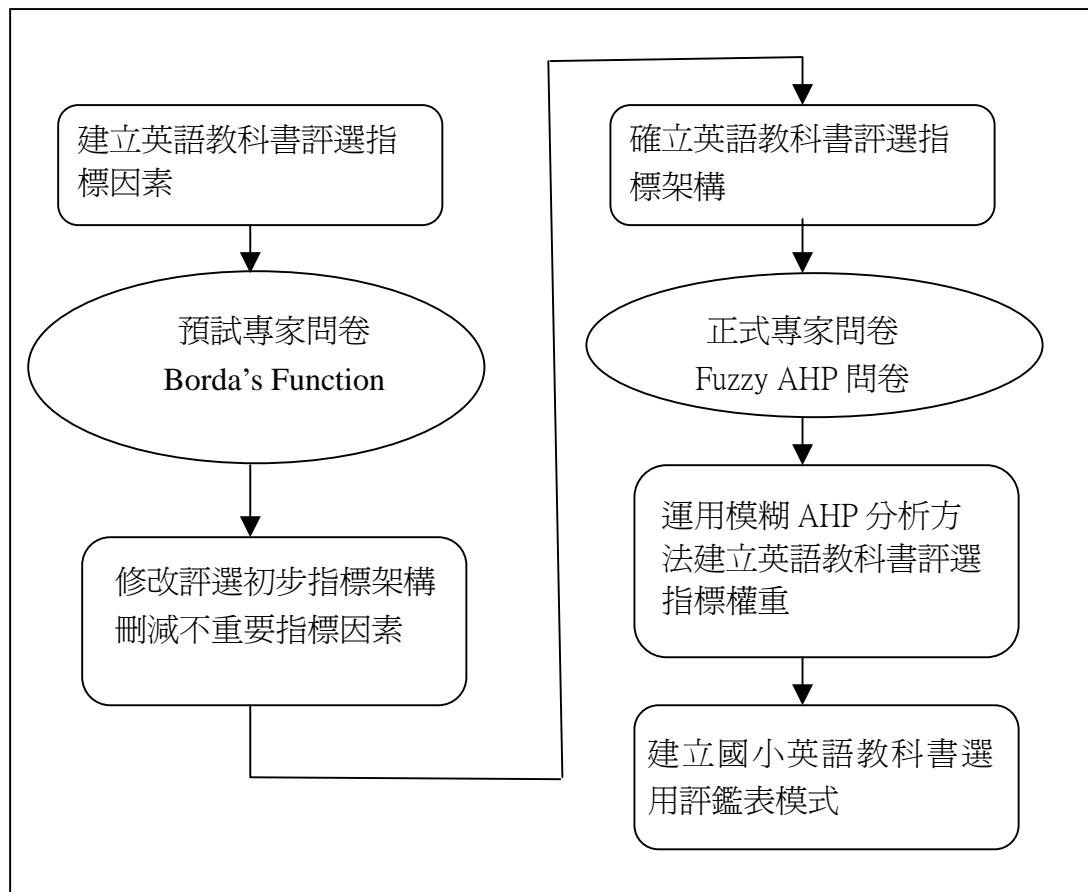 建立英語教科書評選指
標因素
預試專家問卷
Borda’s Function
修改評選初步指標架構
刪減不重要指標因素
確立英語教科書評選指
標架構
正式專家問卷
Fuzzy AHP 問卷
運用模糊 AHP 分析方
法建立英語教科書評選
指標權重
建立國小英語教科書選
用評鑑表模式